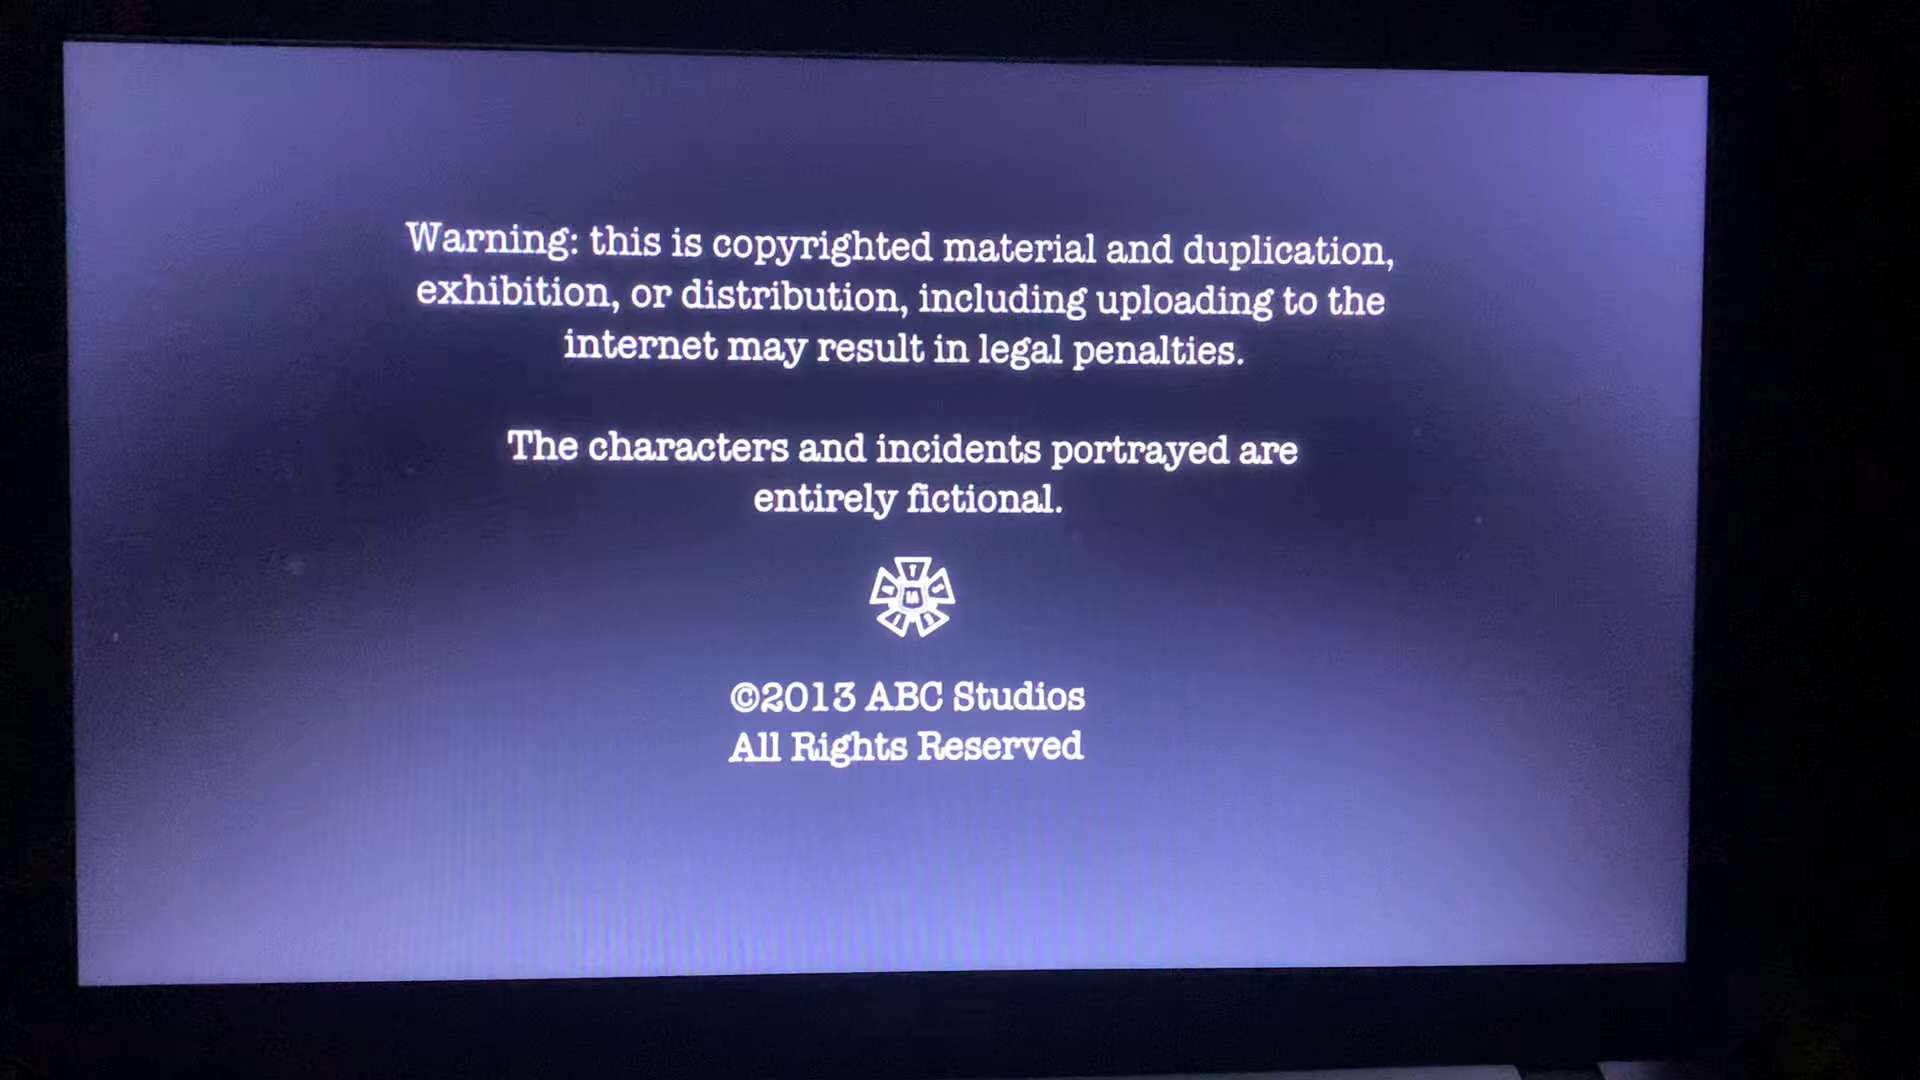 Warning: this is copyrighted material and duplication,
exhibition, or distribution, including uploading to the
internet may result in legal penalties.
The characters and incidents portrayed are
entirely fictional.
IATSE
©2013 ABC Studios
All Rights Reserved